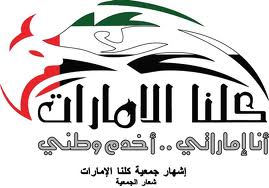 كلنا الامارات
أنا إماراتي .. أخدم وطني
إشهار جمعية كلنا الإمارات
شعار الجمعية